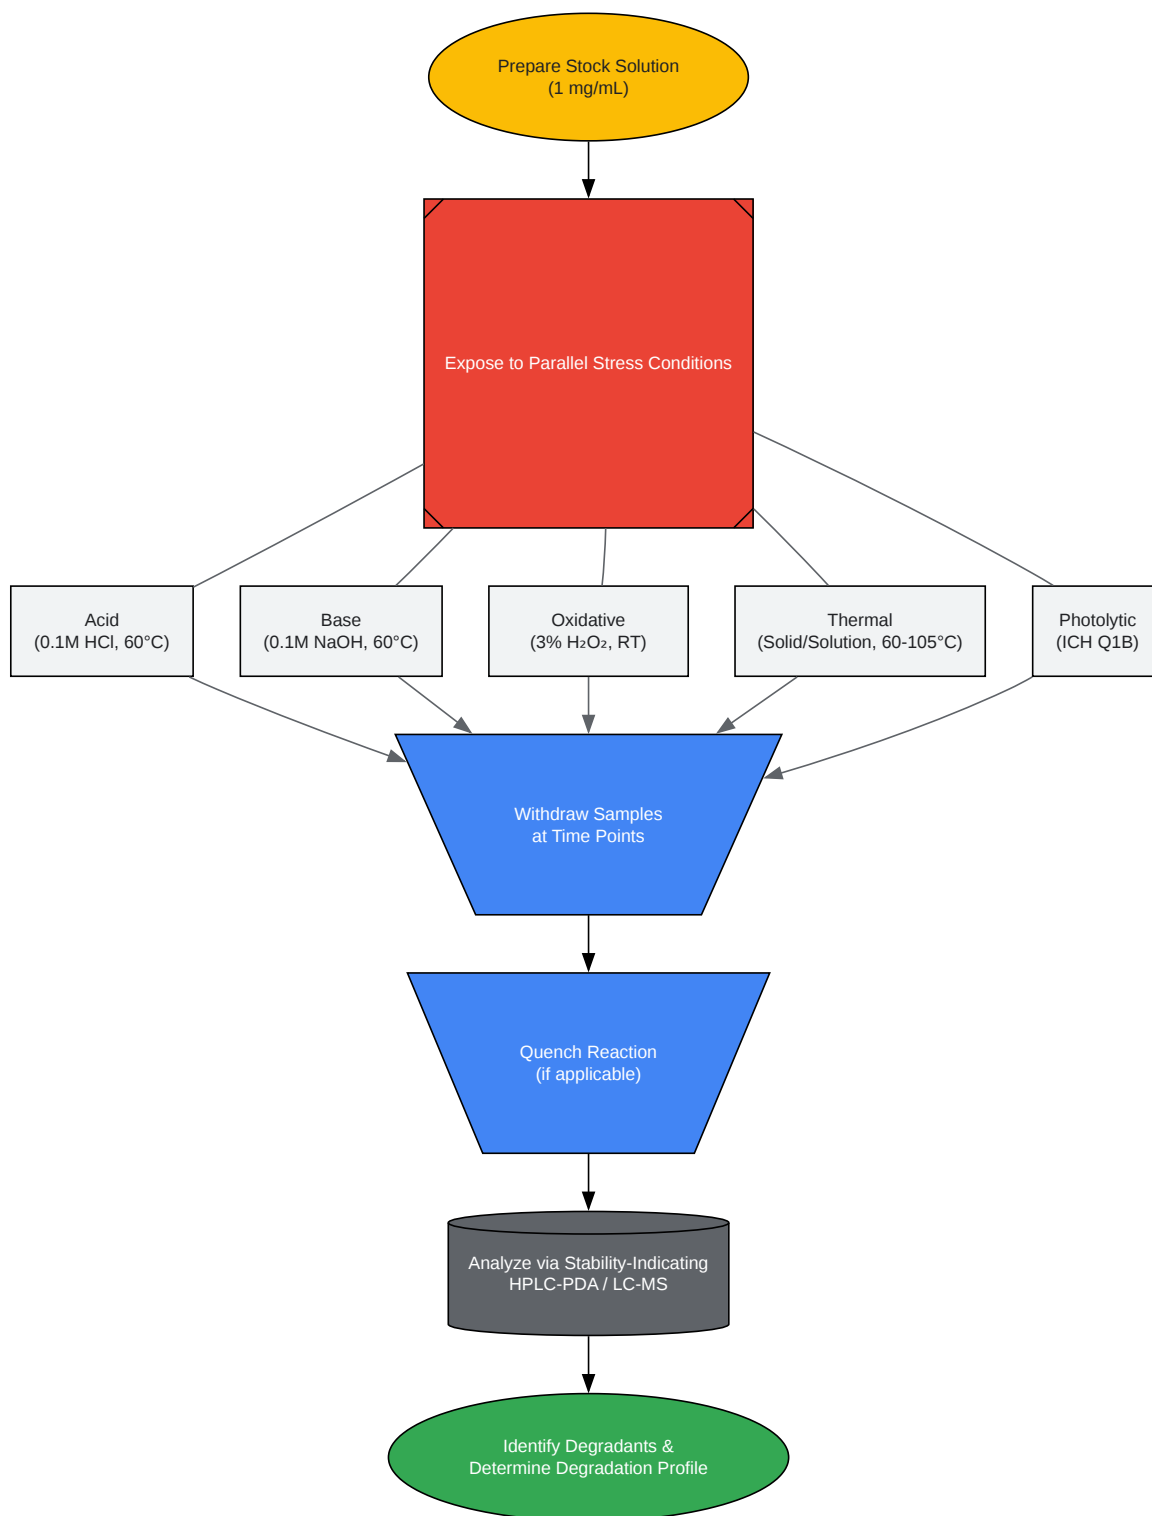 Prepare Stock Solution
(1 mg/mL)
Expose to Parallel Stress Conditions
Acid
(0.1M HCl, 60°C)
Base
(0.1M NaOH, 60°C)
Oxidative
(3% H₂O₂, RT)
Thermal
(Solid/Solution, 60-105°C)
Photolytic
(ICH Q1B)
Withdraw Samples
at Time Points
Quench Reaction
(if applicable)
Analyze via Stability-Indicating
HPLC-PDA / LC-MS
Identify Degradants &
Determine Degradation Profile